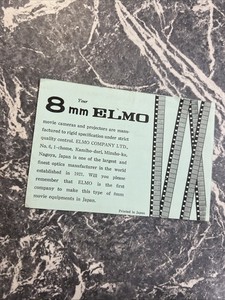 Your
8mm ELMO
movie cameras and projectors are manu-
factured to rigid specification under strict
quality control. ELMO COMPANY LTD.,
No. 6, 1-chome, Kamiho-dori, Mizuho-ku,
Nagoya, Japan is one of the largest and
finest optical manufacturer in the world
established in 1921. Will you please
remember that ELMO is the first
company to make this type of 8mm
movie equipments in Japan.
Printed in Japan